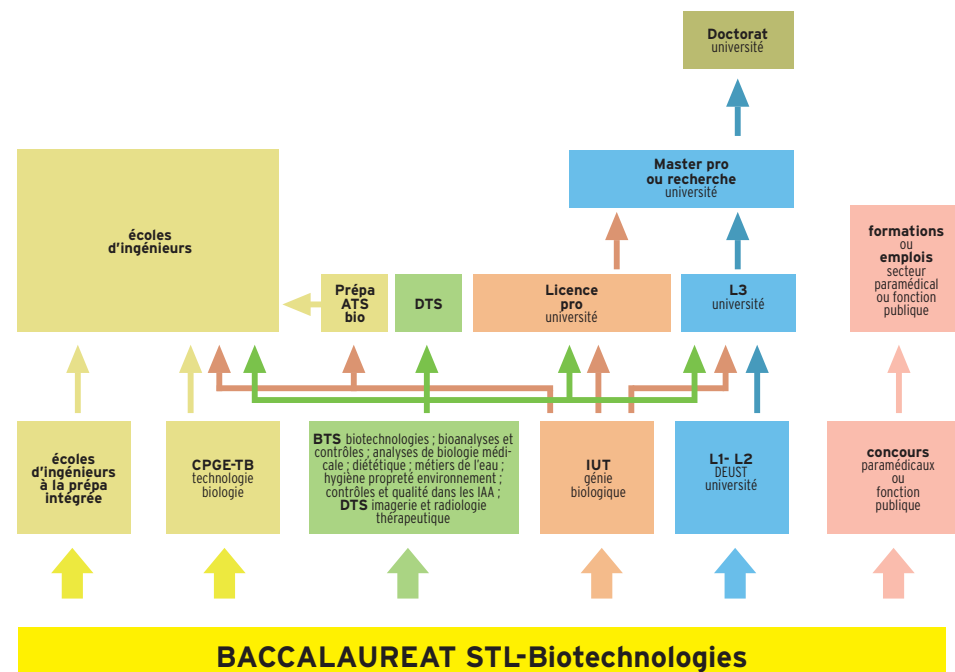 Doctorat
université
Master pro
ou recherche
université
écoles
d'ingénieurs
formations
ou
emplois
secteur
paramédical
ou fonction
publique
Prépa
ATS
bio
DTS
Licence
pro
université
L3
université
écoles
d'ingénieurs
à la prépa
intégrée
CPGE-TB
technologie
biologie
BTS biotechnologies ; bioanalyses et
contrôles ; analyses de biologie médi-
cale ; diététique ; métiers de l'eau ;
hygiène propreté environnement ;
contrôles et qualité dans les IAA ;
DTS imagerie et radiologie
thérapeutique
IUT
génie
biologique
L1- L2
DEUST
université
concours
paramédicaux
ou
fonction
publique
BACCALAUREAT STL-Biotechnologies